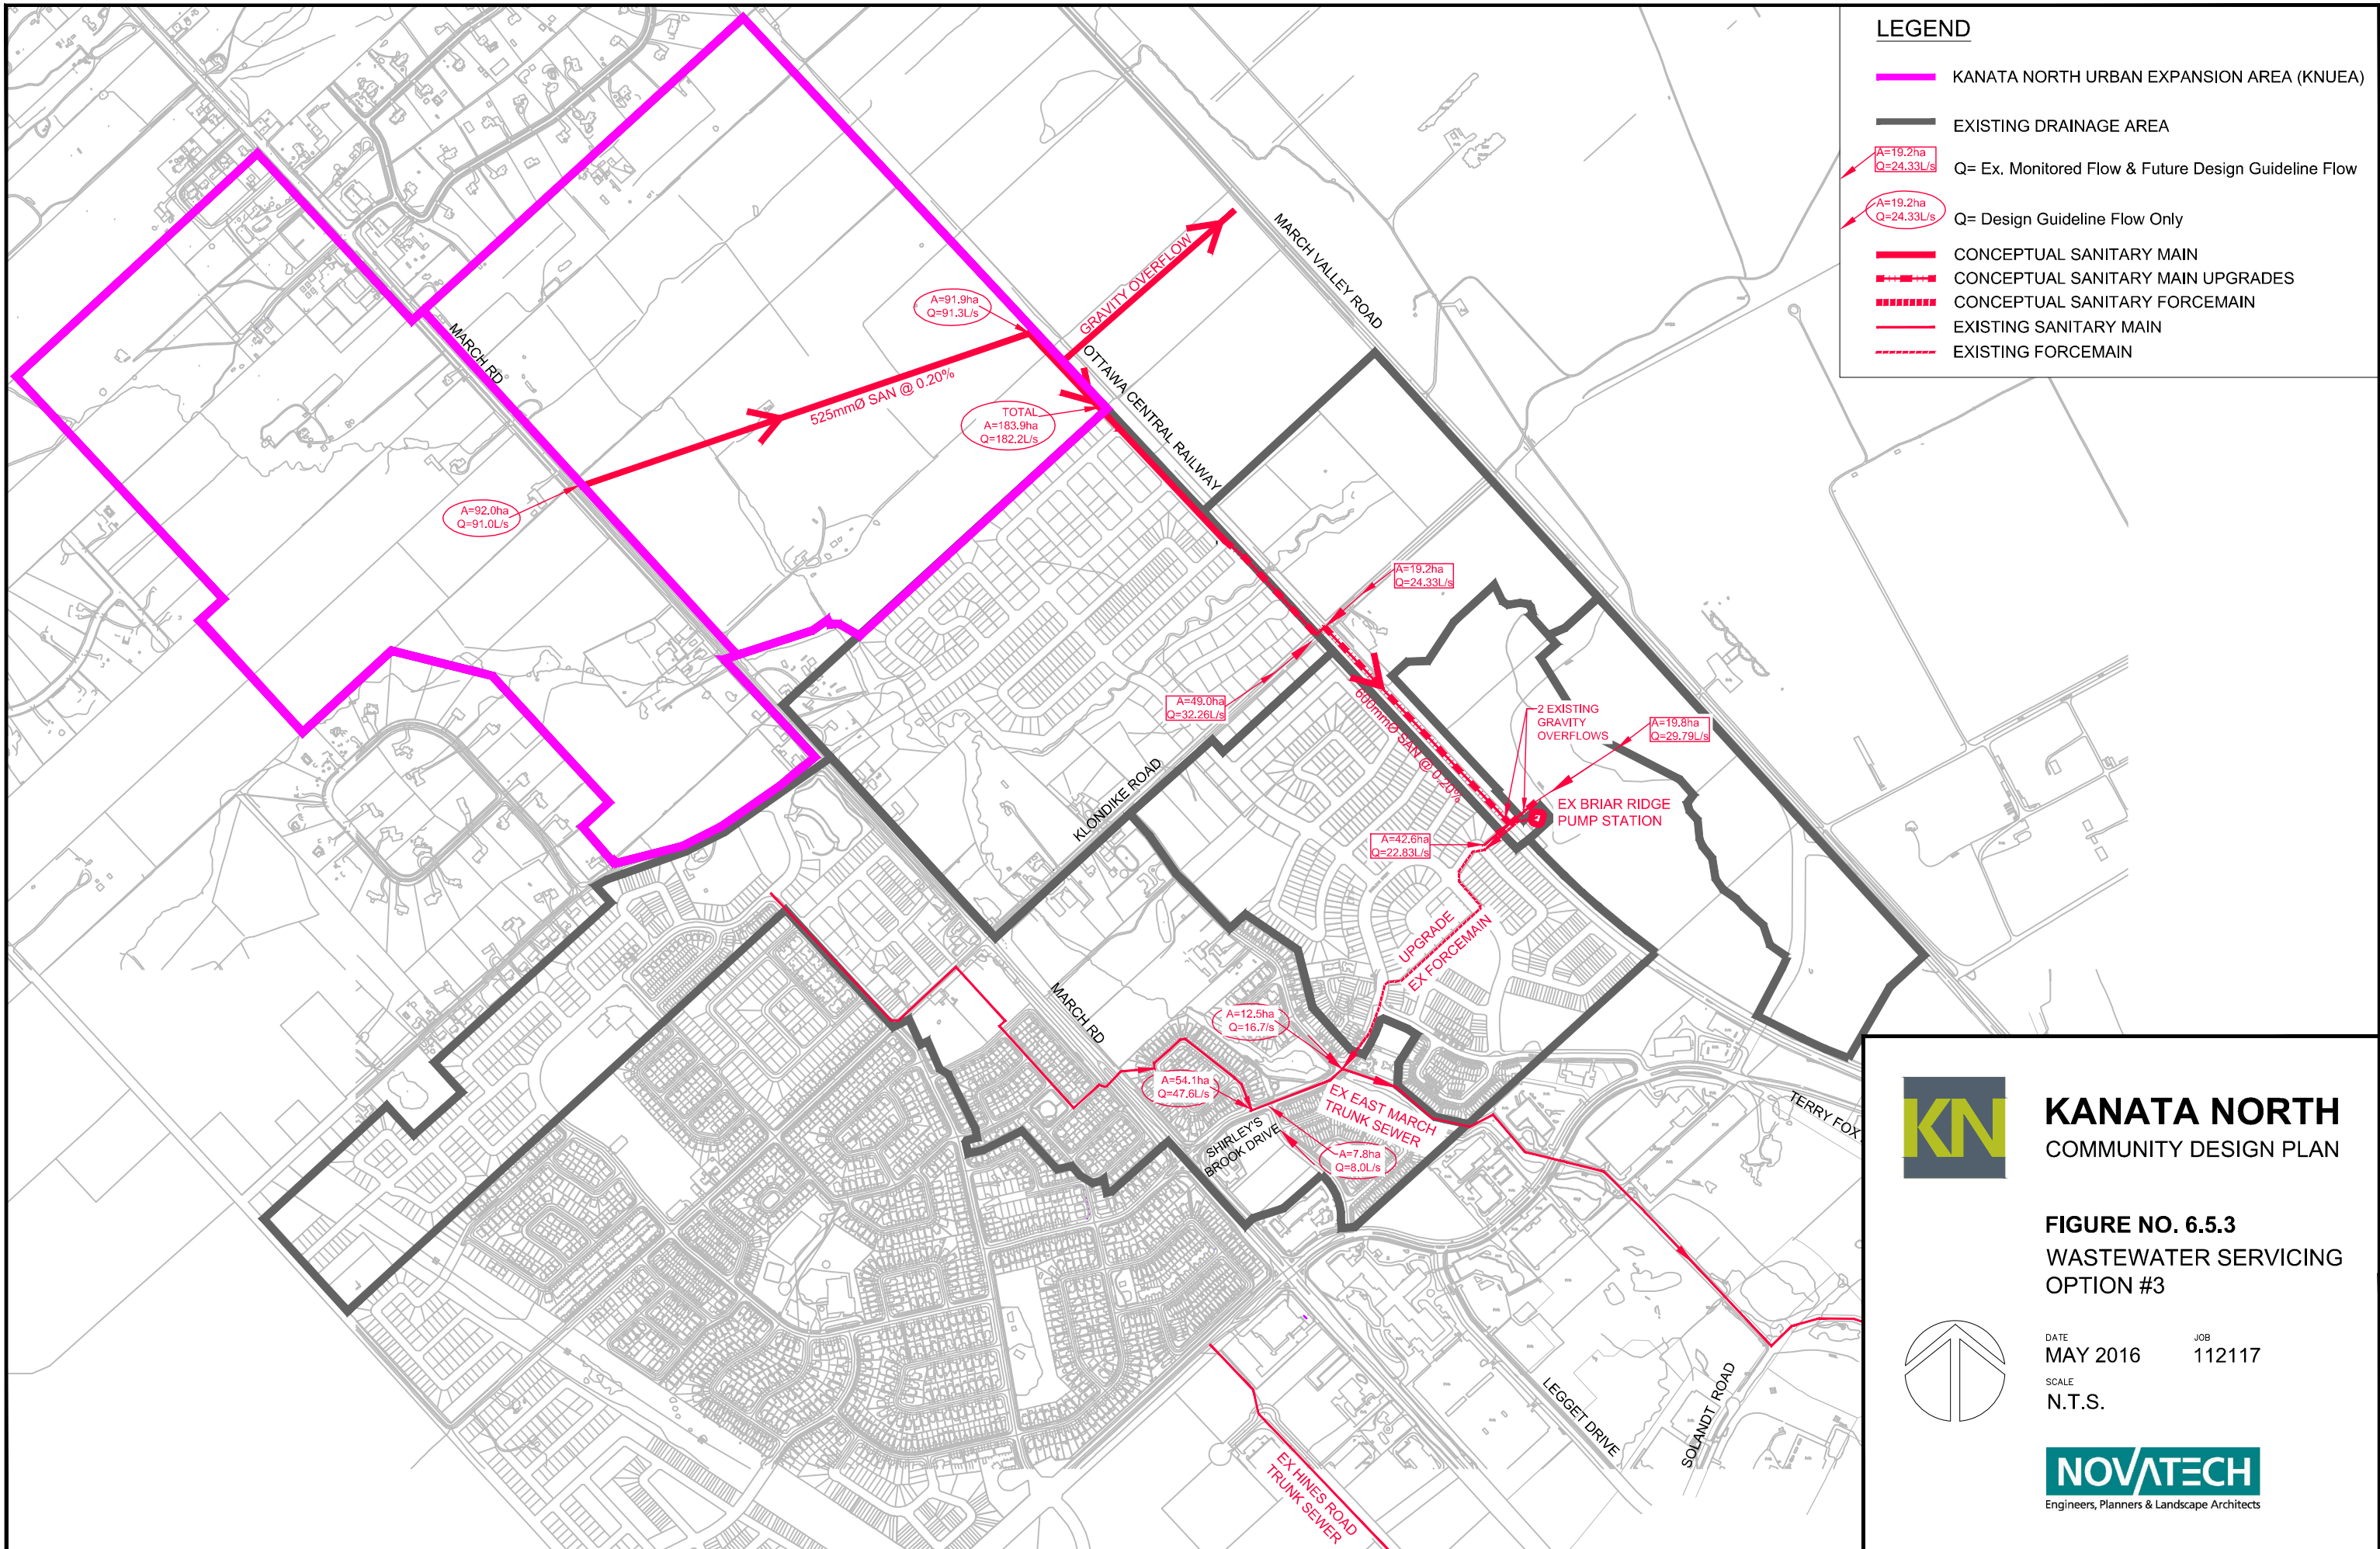 LEGEND
KANATA NORTH URBAN EXPANSION AREA (KNUEA)
EXISTING DRAINAGE AREA
A=19.2ha
Q=24.33L/s
Q= Ex. Monitored Flow & Future Design Guideline Flow
A=19.2ha
Q=24.33L/s
Q= Design Guideline Flow Only
CONCEPTUAL SANITARY MAIN
CONCEPTUAL SANITARY MAIN UPGRADES
CONCEPTUAL SANITARY FORCEMAIN
EXISTING SANITARY MAIN
EXISTING FORCEMAIN
MARCH VALLEY ROAD
GRAVITY OVERFLOW
A=91.9ha
Q=91.3L/s
MARCH RD
OTTAWA CENTRAL RAILWAY
525mmØ SAN @ 0.20%
TOTAL
A=183.9ha
Q=182.2L/s
A=92.0ha
Q=91.0L/s
A=19.2ha
Q=24.33L/s
A=49.0ha
Q=32.26L/s
600mmØ SAN @ 0.20%
2 EXISTING
GRAVITY
OVERFLOWS
A=19.8ha
Q=29.79L/s
EX BRIAR RIDGE
PUMP STATION
KLONDIKE ROAD
A=42.6ha
Q=22.83L/s
UPGRADE
EX FORCEMAIN
MARCH RD
A=12.5ha
Q=16.7/s
A=54.1ha
Q=47.6L/s
EX EAST MARCH
TRUNK SEWER
SHIRLEY'S
BROOK DRIVE
A=7.8ha
Q=8.0L/s
TERRY FOX
LEGGET DRIVE
SOLANDT ROAD
EX HINES ROAD
TRUNK SEWER
KN
KANATA NORTH
COMMUNITY DESIGN PLAN
FIGURE NO. 6.5.3
WASTEWATER SERVICING
OPTION #3
DATE
MAY 2016
JOB
112117
SCALE
N.T.S.
NOVATECH
Engineers, Planners & Landscape Architects